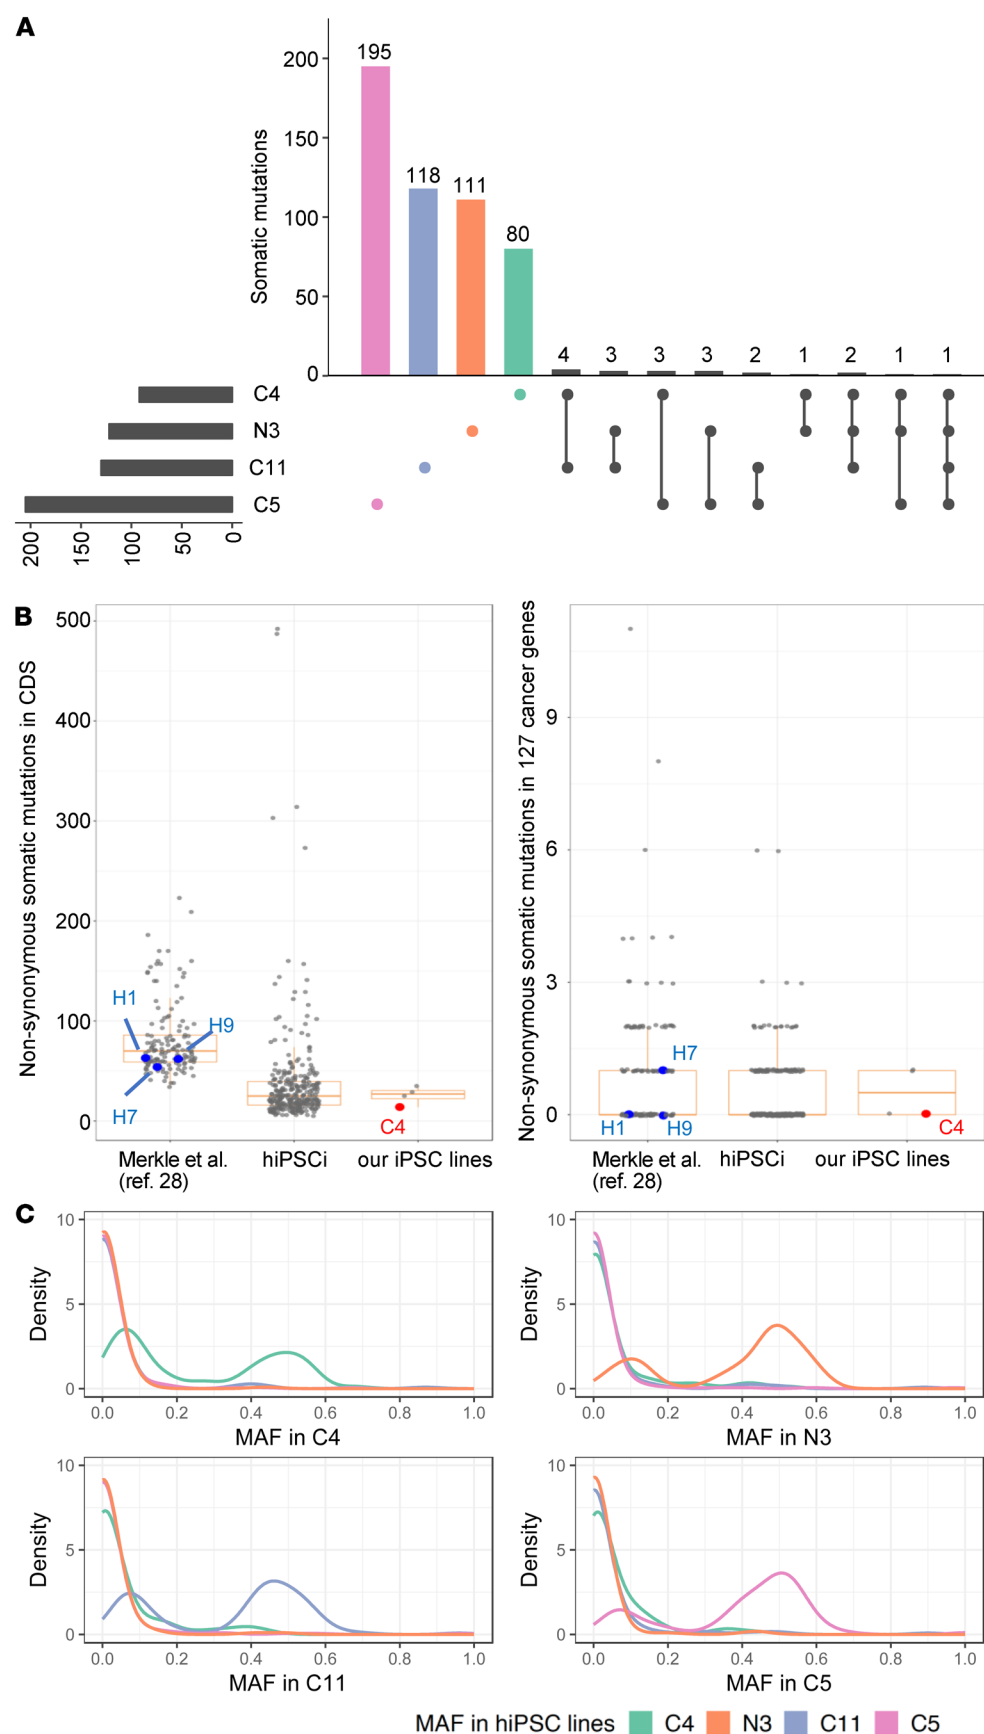 A
Somatic mutations
200
150
100
50
0
195
118
111
80
4
3
3
3
2
1
2
1
1
C4
N3
C11
C5
200
150
100
50
0
B
Non-synonymous somatic mutations in CDS
500
400
300
200
100
0
H1
H9
H7
C4
Merkle et al.
(ref. 28)
hiPSCi
our iPSC lines
Non-synonymous somatic mutations in 127 cancer genes
9
6
3
0
H7
H1
H9
C4
Merkle et al.
(ref. 28)
hiPSCi
our iPSC lines
C
Density
10
5
0
0.0 0.2 0.4 0.6 0.8 1.0
MAF in C4
Density
10
5
0
0.0 0.2 0.4 0.6 0.8 1.0
MAF in N3
Density
10
5
0
0.0 0.2 0.4 0.6 0.8 1.0
MAF in C11
Density
10
5
0
0.0 0.2 0.4 0.6 0.8 1.0
MAF in C5
MAF in hiPSC lines C4 N3 C11 C5